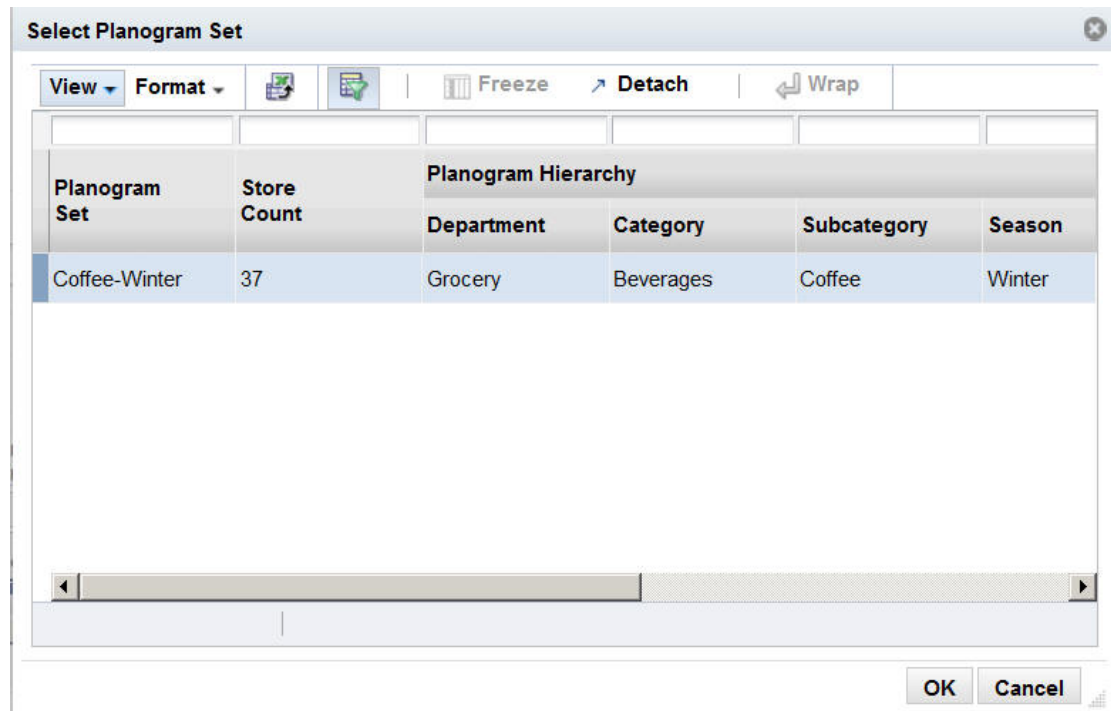 Select Planogram Set
View Format Freeze Detach Wrap
Planogram Hierarchy
Planogram
Set
Store
Count
Department Category Subcategory Season
Coffee-Winter 37 Grocery Beverages Coffee Winter
OK Cancel